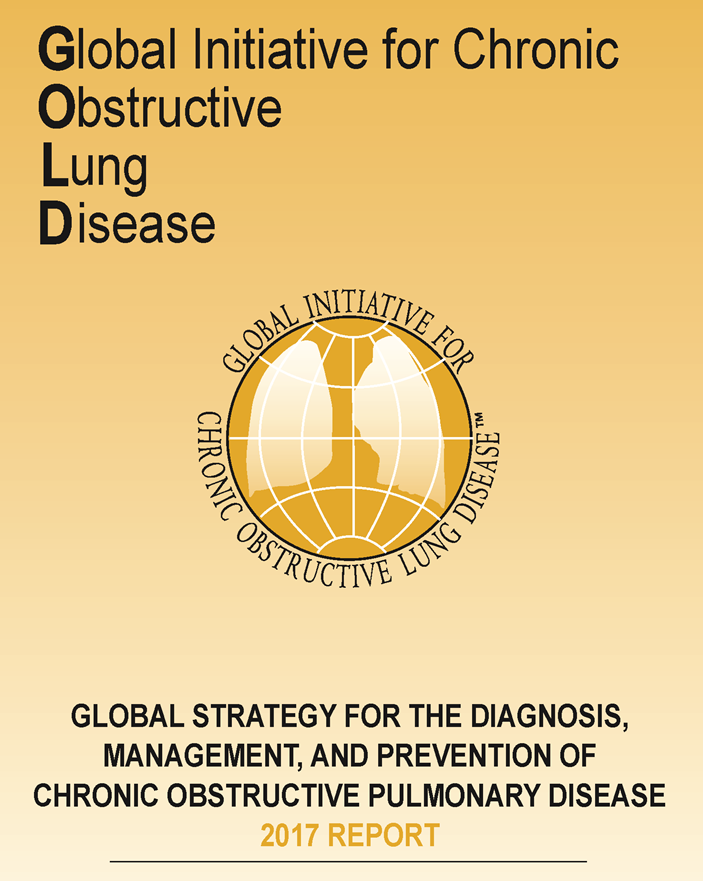 Global Initiative for Chronic
Obstructive
Lung
Disease
GLOBAL INITIATIVE FOR
CHRONIC OBSTRUCTIVE LUNG DISEASE™
GLOBAL STRATEGY FOR THE DIAGNOSIS,
MANAGEMENT, AND PREVENTION OF
CHRONIC OBSTRUCTIVE PULMONARY DISEASE
2017 REPORT